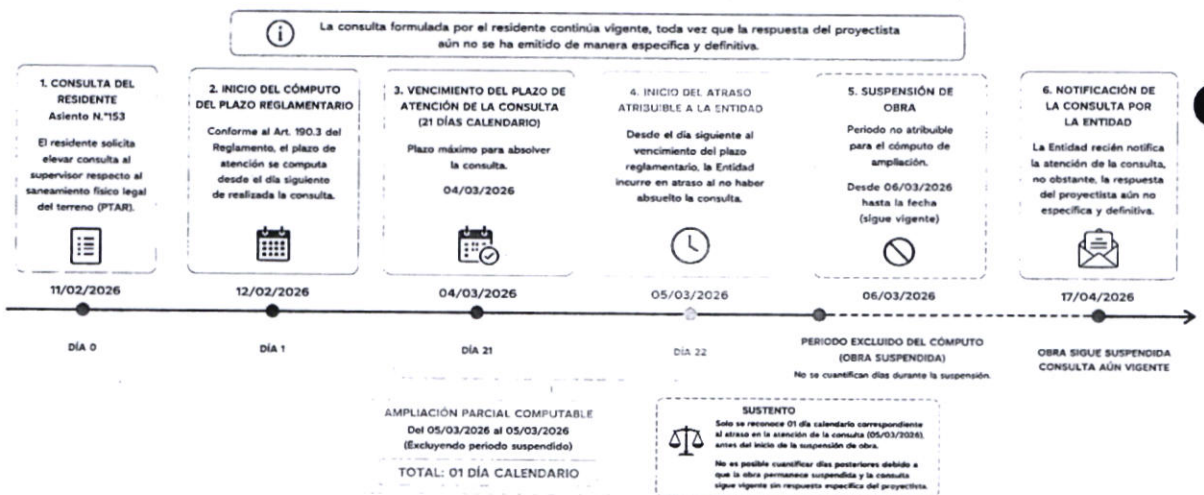 La consulta formulada por el residente continúa vigente, toda vez que la respuesta del proyectista
aún no se ha emitido de manera específica y definitiva.
1. CONSULTA DEL
RESIDENTE
Asiento N.°153
El residente solicita
elevar consulta al
supervisor respecto al
saneamiento físico legal
del terreno (PTAR).
11/02/2026
DÍA 0
2. INICIO DEL CÓMPUTO
DEL PLAZO REGLAMENTARIO
Conforme al Art. 190.3 del
Reglamento, el plazo de
atención se computa
desde el día siguiente
de realizada la consulta.
12/02/2026
DÍA 1
3. VENCIMIENTO DEL PLAZO DE
ATENCIÓN DE LA CONSULTA
(21 DÍAS CALENDARIO)
Plazo máximo para absolver
la consulta.
04/03/2026
04/03/2026
DÍA 21
4. INICIO DEL ATRASO
ATRIBUIBLE A LA ENTIDAD
Desde el día siguiente al
vencimiento del plazo
reglamentario, la Entidad
incurre en atraso al no haber
absuelto la consulta.
05/03/2026
DÍA 22
5. SUSPENSIÓN DE
OBRA
Periodo no atribuible
para el cómputo de
ampliación.
Desde 06/03/2026
hasta la fecha
(sigue vigente)
06/03/2026
PERIODO EXCLUIDO DEL CÓMPUTO
(OBRA SUSPENDIDA)
No se cuantifican días durante la suspensión.
6. NOTIFICACIÓN DE
LA CONSULTA POR
LA ENTIDAD
La Entidad recién notifica
la atención de la consulta,
no obstante, la respuesta
del proyectista aún no
específica y definitiva.
17/04/2026
OBRA SIGUE SUSPENDIDA
CONSULTA AÚN VIGENTE
AMPLIACIÓN PARCIAL COMPUTABLE
Del 05/03/2026 al 05/03/2026
(Excluyendo periodo suspendido)
TOTAL: 01 DÍA CALENDARIO
SUSTENTO
Solo se reconoce 01 día calendario correspondiente
al atraso en la atención de la consulta (05/03/2026),
antes del inicio de la suspensión de obra.
No es posible cuantificar días posteriores debido a
que la obra permanece suspendida y la consulta
sigue vigente sin respuesta específica del proyectista.